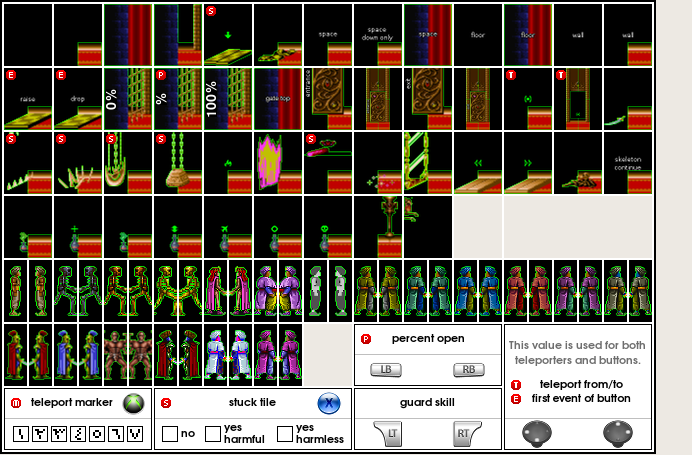 S
space
space
down only
space
floor
floor
wall
wall
E
raise
E
drop
0%
P
%
100%
gate top
entrance
exit
T
T
S
S
S
S
S
skeleton
continue
P percent open
LB
RB
This value is used for both
teleporters and buttons.
T teleport from/to
E first event of button
M teleport marker
S stuck tile
X
no
yes
harmful
yes
harmless
guard skill
LT
RT